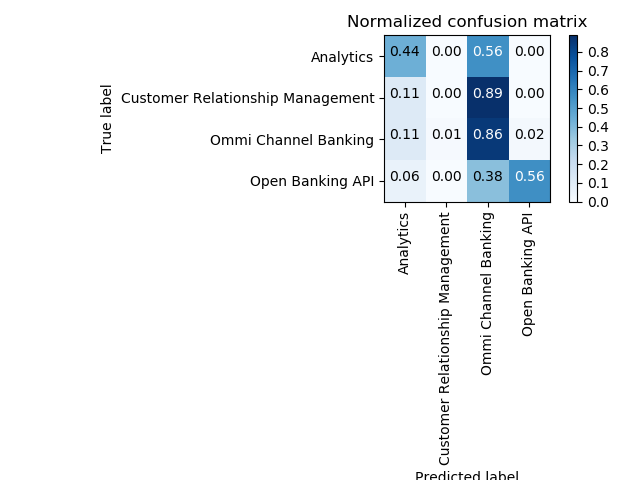 Normalized confusion matrix
True label
Analytics 0.44 0.00 0.56 0.00
Customer Relationship Management 0.11 0.00 0.89 0.00
Ommi Channel Banking 0.11 0.01 0.86 0.02
Open Banking API 0.06 0.00 0.38 0.56
0.8
0.7
0.6
0.5
0.4
0.3
0.2
0.1
0.0
Analytics
Customer Relationship Management
Ommi Channel Banking
Open Banking API
Predicted label